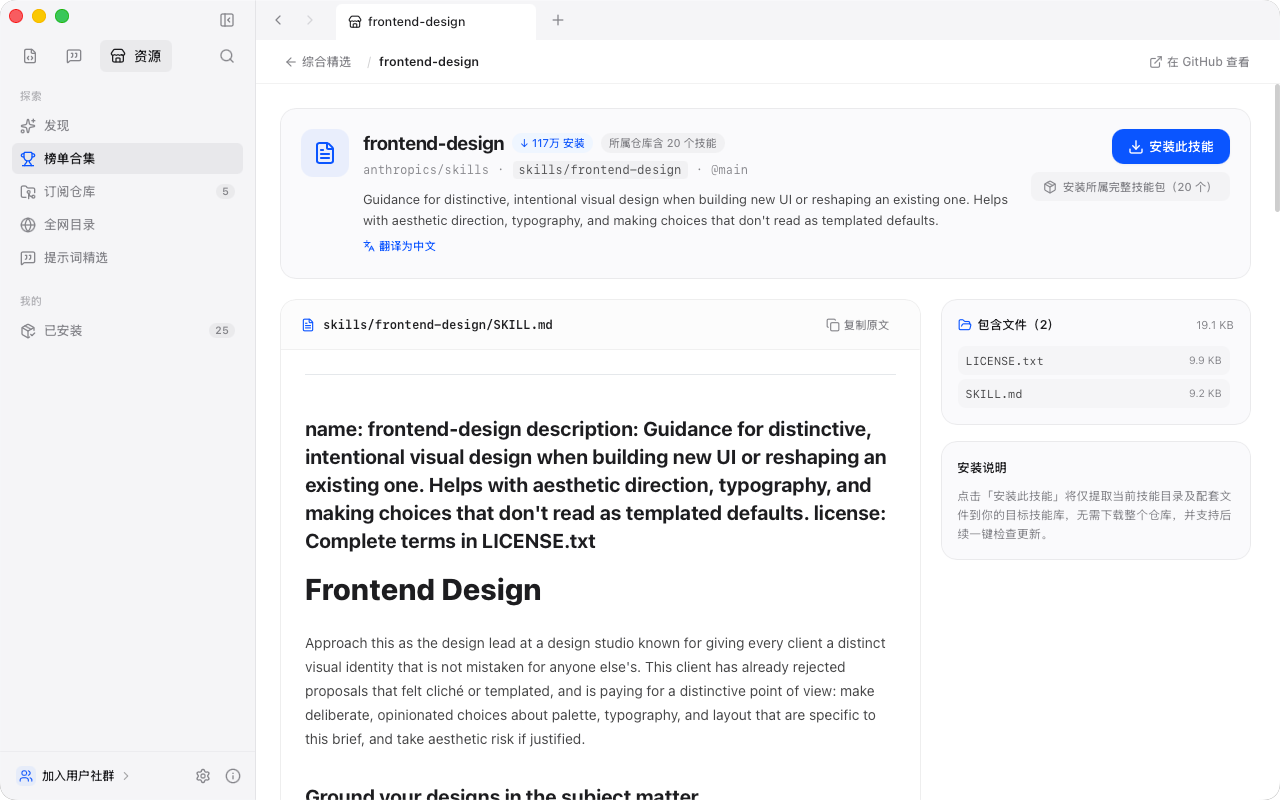 frontend-design
资源
探索
发现
榜单合集
订阅仓库 5
全网目录
提示词精选
我的
已安装 25
加入用户社群
综合精选 / frontend-design
在 GitHub 查看
frontend-design 117万 安装 所属仓库含 20 个技能
anthropics/skills · skills/frontend-design · @main
Guidance for distinctive, intentional visual design when building new UI or reshaping an existing one. Helps
with aesthetic direction, typography, and making choices that don't read as templated defaults.
翻译为中文
安装此技能
安装所属完整技能包（20 个）
skills/frontend-design/SKILL.md
复制原文
name: frontend-design description: Guidance for distinctive,
intentional visual design when building new UI or reshaping an
existing one. Helps with aesthetic direction, typography, and
making choices that don't read as templated defaults. license:
Complete terms in LICENSE.txt
Frontend Design
Approach this as the design lead at a design studio known for giving every client a distinct
visual identity that is not mistaken for anyone else's. This client has already rejected
proposals that felt cliché or templated, and is paying for a distinctive point of view: make
deliberate, opinionated choices about palette, typography, and layout that are specific to
this brief, and take aesthetic risk if justified.
Ground your designs in the subject matter
包含文件（2） 19.1 KB
LICENSE.txt 9.9 KB
SKILL.md 9.2 KB
安装说明
点击「安装此技能」将仅提取当前技能目录及配套文
件到你的目标技能库，无需下载整个仓库，并支持后
续一键检查更新。